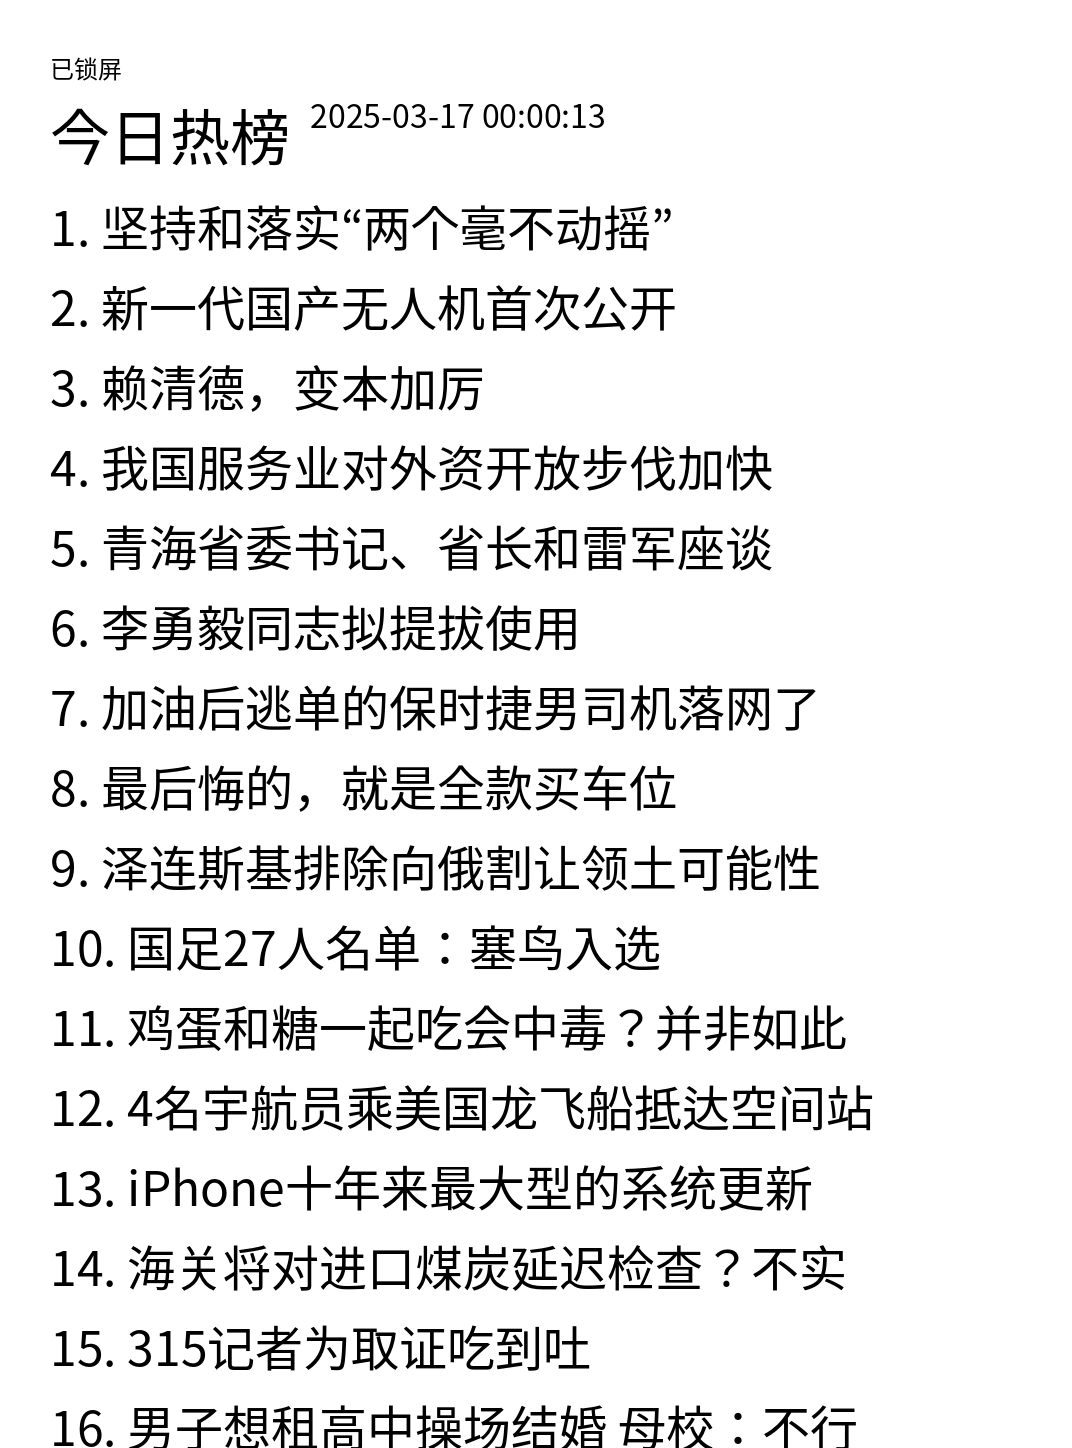 已锁屏
今日热榜 2025-03-17 00:00:13
1. 坚持和落实“两个毫不动摇”
2. 新一代国产无人机首次公开
3. 赖清德，变本加厉
4. 我国服务业对外资开放步伐加快
5. 青海省委书记、省长和雷军座谈
6. 李勇毅同志拟提拔使用
7. 加油后逃单的保时捷男司机落网了
8. 最后悔的，就是全款买车位
9. 泽连斯基排除向俄割让领土可能性
10. 国足27人名单：塞鸟入选
11. 鸡蛋和糖一起吃会中毒？并非如此
12. 4名宇航员乘美国龙飞船抵达空间站
13. iPhone十年来最大型的系统更新
14. 海关将对进口煤炭延迟检查？不实
15. 315记者为取证吃到吐
16. 男子想租高中操场结婚 母校：不行